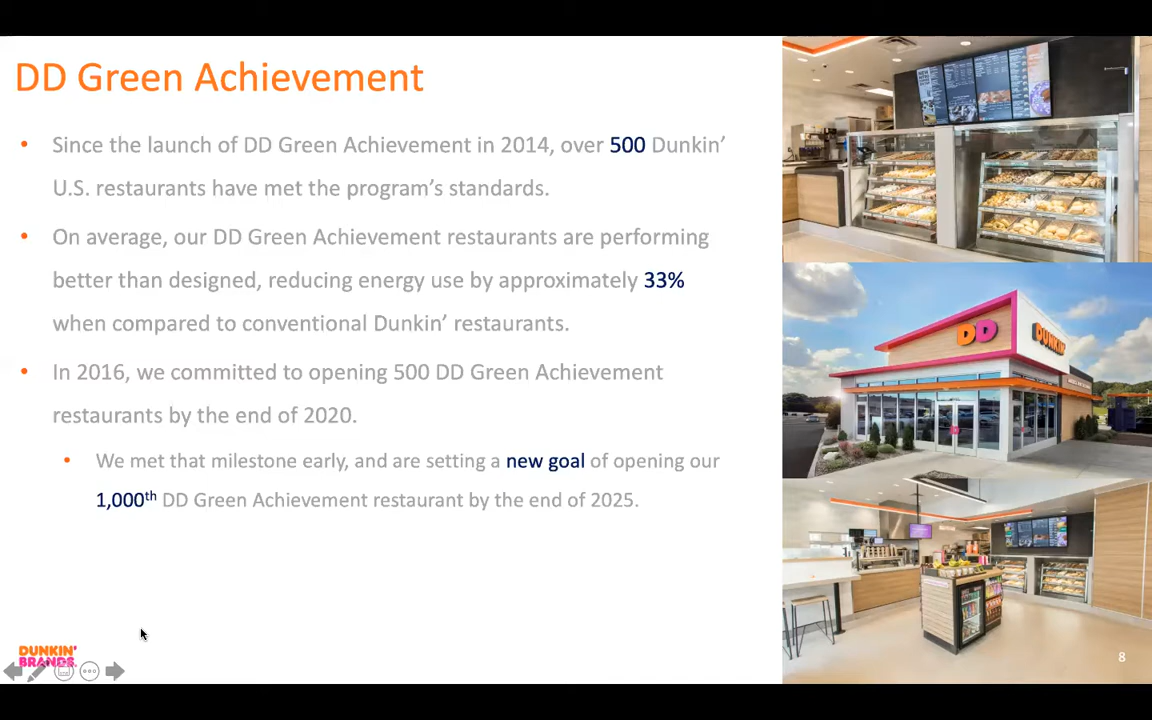 DD Green Achievement
• Since the launch of DD Green Achievement in 2014, over 500 Dunkin’
U.S. restaurants have met the program’s standards.
• On average, our DD Green Achievement restaurants are performing
better than designed, reducing energy use by approximately 33%
when compared to conventional Dunkin’ restaurants.
• In 2016, we committed to opening 500 DD Green Achievement
restaurants by the end of 2020.
• We met that milestone early, and are setting a new goal of opening our
1,000th DD Green Achievement restaurant by the end of 2025.
DD
DUNKIN'
DUNKIN'
BRANDS
8